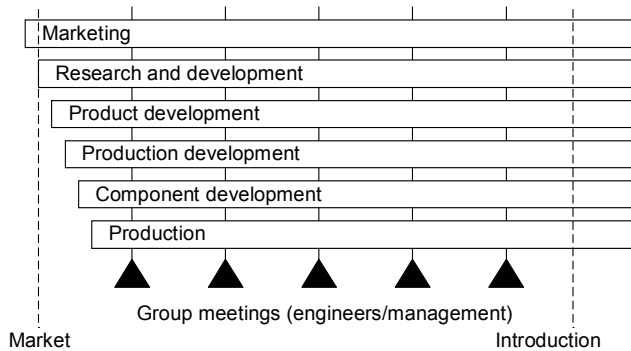 Marketing
Research and development
Product development
Production development
Component development
Production
Group meetings (engineers/management)
Market
Introduction